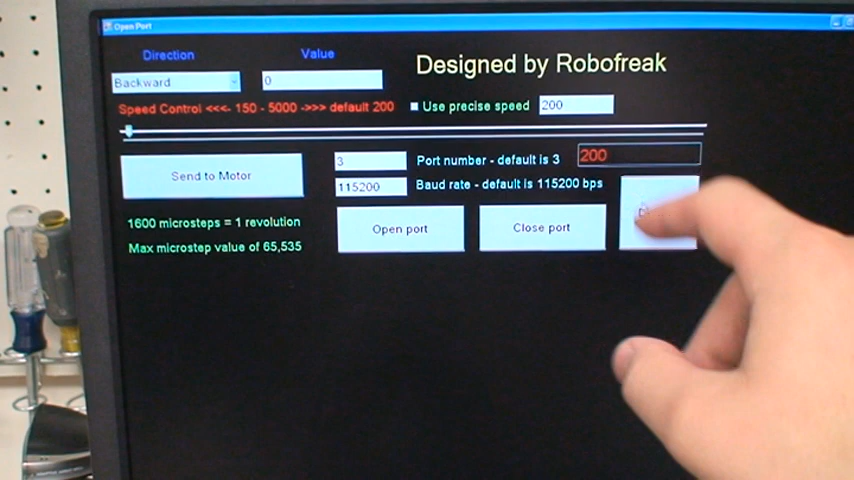 Open Port
Direction
Value
Designed by Robofreak
Backward
0
Speed Control <<<- 150 - 5000 ->>> default 200
Use precise speed
200
Send to Motor
3
Port number - default is 3
200
115200
Baud rate - default is 115200 bps
1600 microsteps = 1 revolution
Max microstep value of 65,535
Open port
Close port